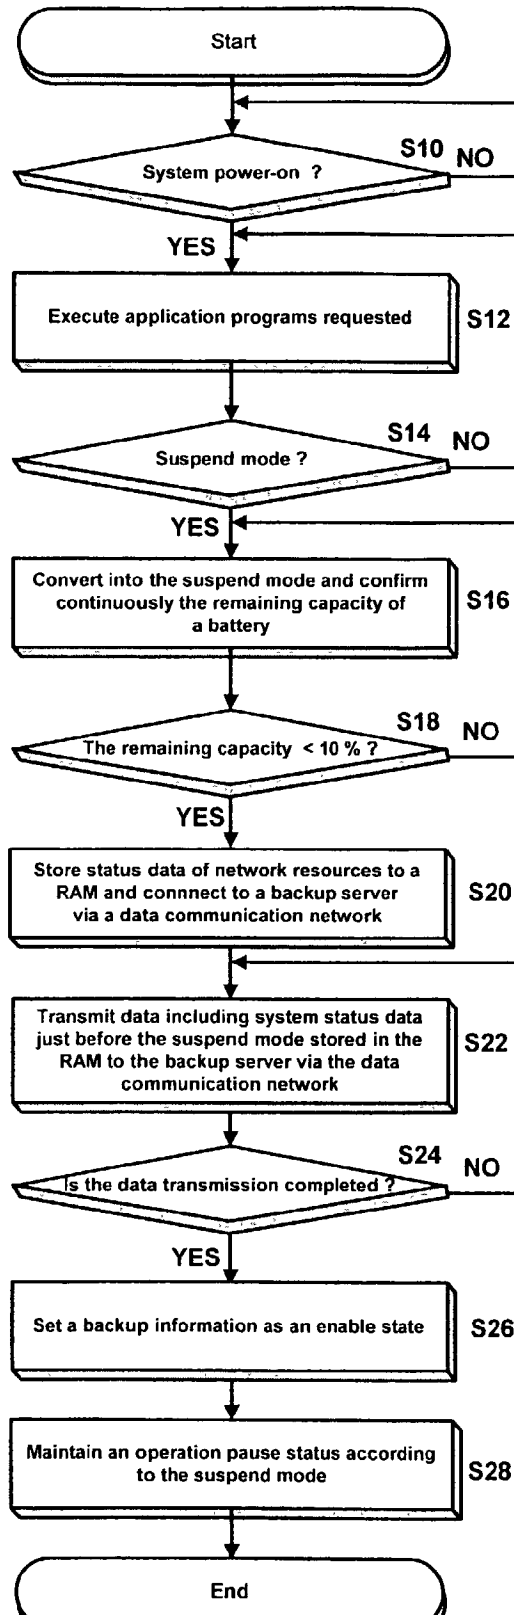 Start
S10 NO
System power-on ?
YES
Execute application programs requested
S12
S14 NO
Suspend mode ?
YES
Convert into the suspend mode and confirm
continuously the remaining capacity of
a battery
S16
S18 NO
The remaining capacity < 10 % ?
YES
Store status data of network resources to a
RAM and connnect to a backup server
via a data communication network
S20
Transmit data including system status data
just before the suspend mode stored in the
RAM to the backup server via the data
communication network
S22
S24 NO
Is the data transmission completed ?
YES
Set a backup information as an enable state
S26
Maintain an operation pause status according
to the suspend mode
S28
End